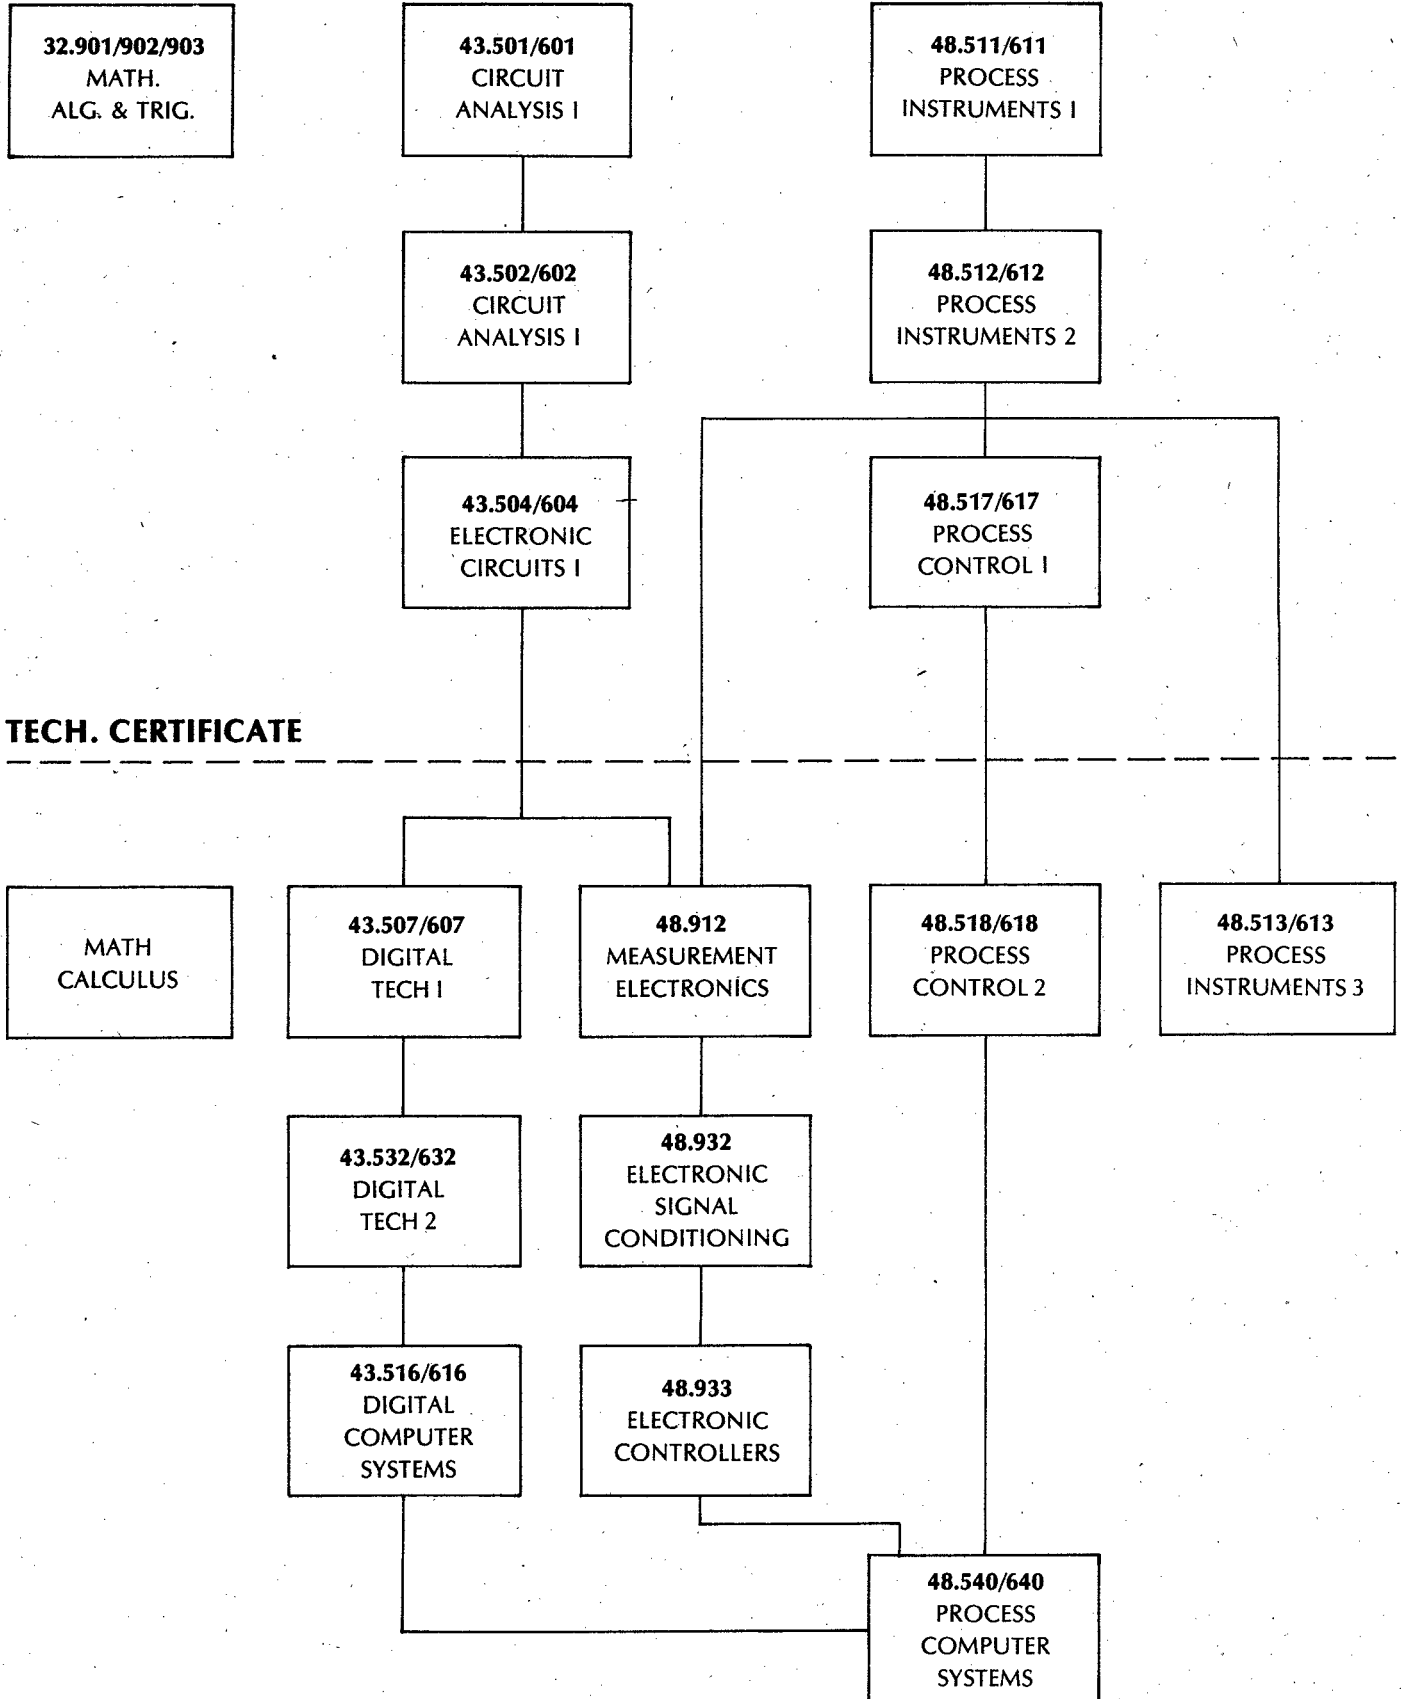 32.901/902/903
MATH.
ALG. & TRIG.
43.501/601
CIRCUIT
ANALYSIS I
48.511/611
PROCESS
INSTRUMENTS I
43.502/602
CIRCUIT
ANALYSIS I
48.512/612
PROCESS
INSTRUMENTS 2
43.504/604
ELECTRONIC
CIRCUITS I
48.517/617
PROCESS
CONTROL I
TECH. CERTIFICATE
MATH
CALCULUS
43.507/607
DIGITAL
TECH I
48.912
MEASUREMENT
ELECTRONICS
48.518/618
PROCESS
CONTROL 2
48.513/613
PROCESS
INSTRUMENTS 3
43.532/632
DIGITAL
TECH 2
48.932
ELECTRONIC
SIGNAL
CONDITIONING
43.516/616
DIGITAL
COMPUTER
SYSTEMS
48.933
ELECTRONIC
CONTROLLERS
48.540/640
PROCESS
COMPUTER
SYSTEMS